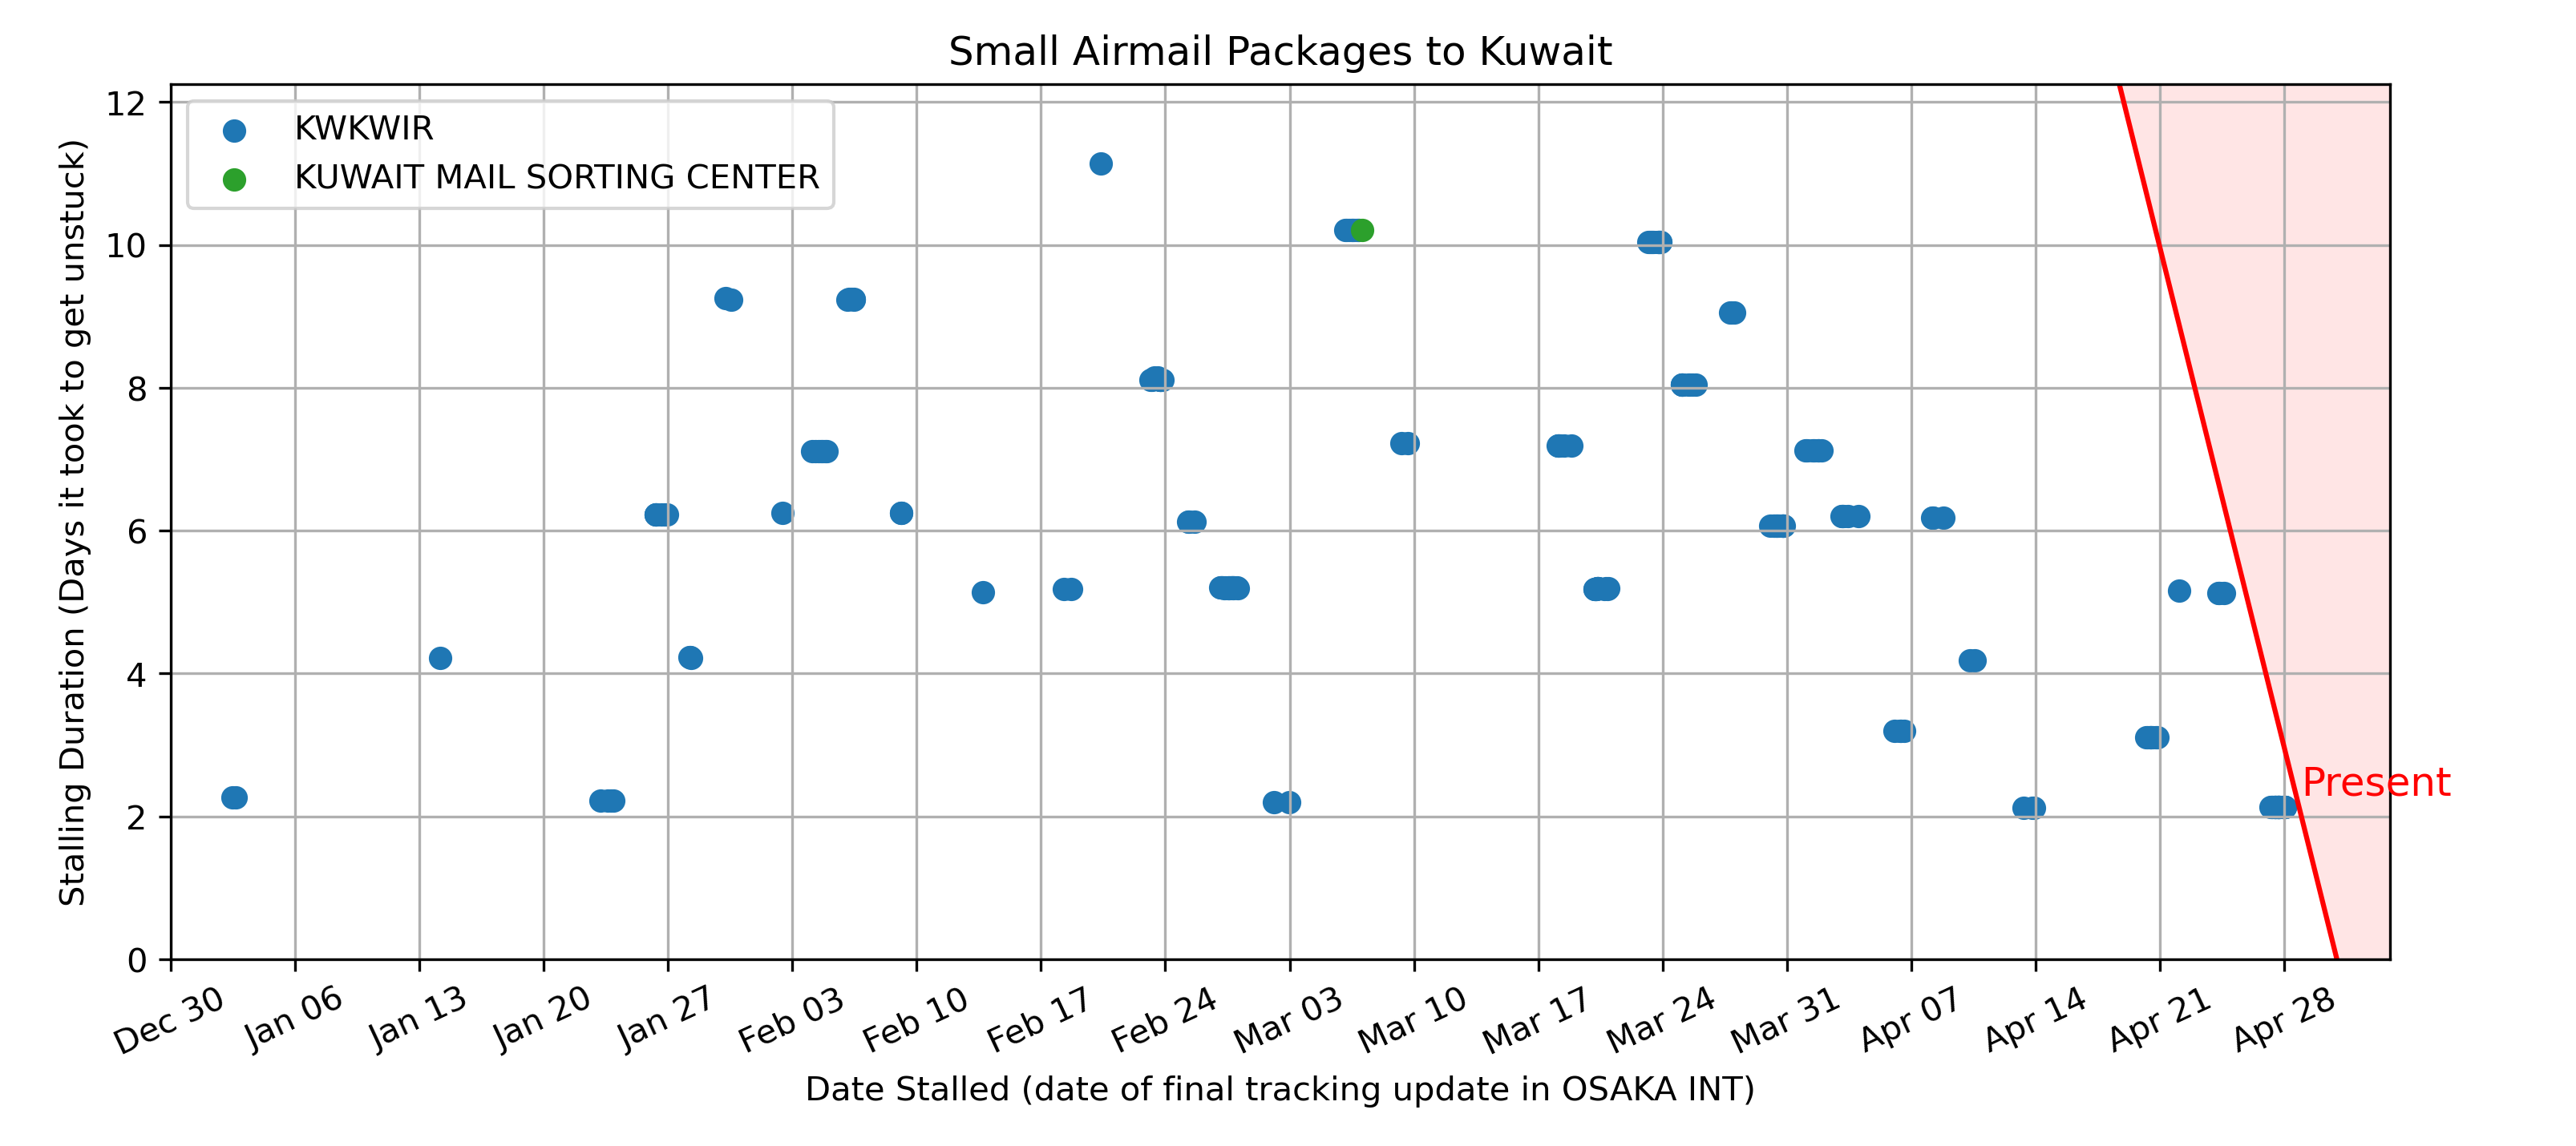 Small Airmail Packages to Kuwait
KWKWIR
KUWAIT MAIL SORTING CENTER
Stalling Duration (Days it took to get unstuck)
12
10
8
6
4
2
0
Present
Dec 30
Jan 06
Jan 13
Jan 20
Jan 27
Feb 03
Feb 10
Feb 17
Feb 24
Mar 03
Mar 10
Mar 17
Mar 24
Mar 31
Apr 07
Apr 14
Apr 21
Apr 28
Date Stalled (date of final tracking update in OSAKA INT)